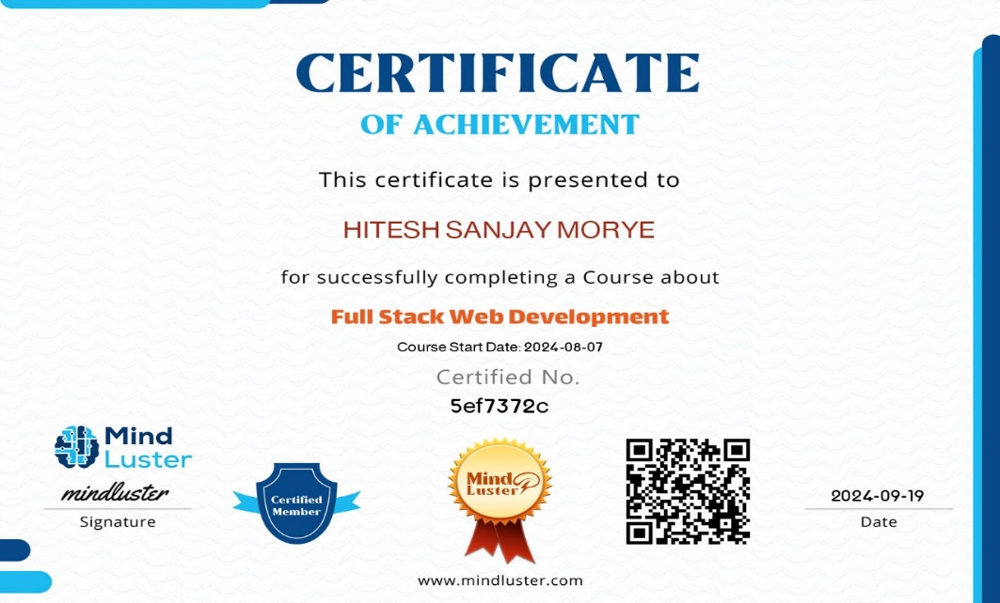 CERTIFICATE
OF ACHIEVEMENT
This certificate is presented to
HITESH SANJAY MORYE
for successfully completing a Course about
Full Stack Web Development
Course Start Date: 2024-08-07
Certified No.
5ef7372c
Mind
Luster
mindluster
Signature
Certified
Member
Mind
Luster
2024-09-19
Date
www.mindluster.com